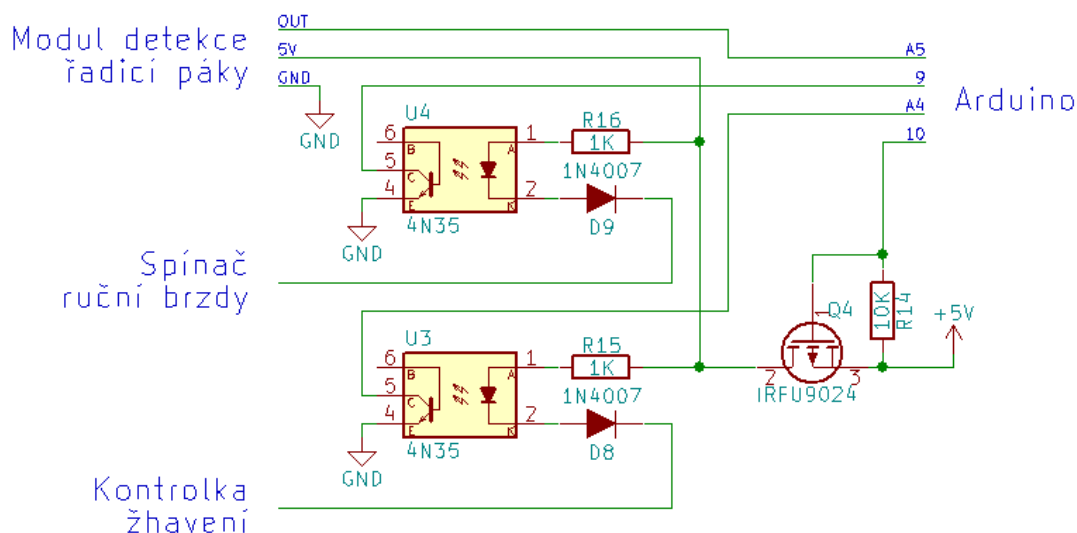 OUT
Modul detekce
řadicí páky
5V
GND
GND
A5
9
A4
10
Arduino
U4
6
B
5
C
4
E
1
A
2
K
4N35
GND
R16
1K
1N4007
D9
Spínač
ruční brzdy
U3
6
B
5
C
4
E
1
A
2
K
4N35
GND
R15
1K
1N4007
D8
Kontrolka
žhavení
1
Q4
2
3
IRFU9024
10K
R14
+5V